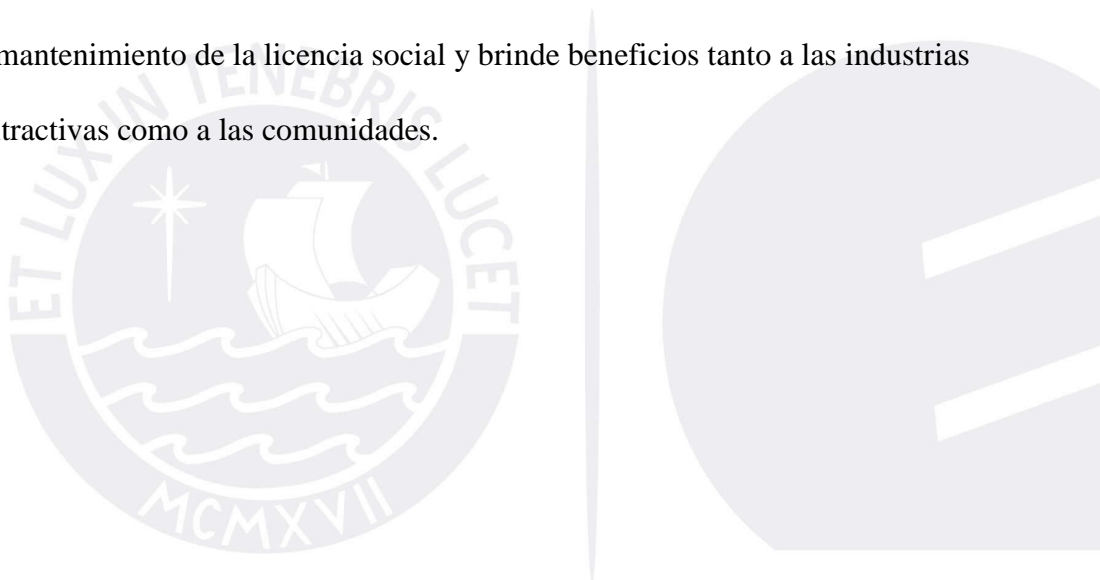 mantenimiento de la licencia social y brinde beneficios tanto a las industrias
tractivas como a las comunidades.
ET LUX IN TENEBRIS LUCET
MCMXVII